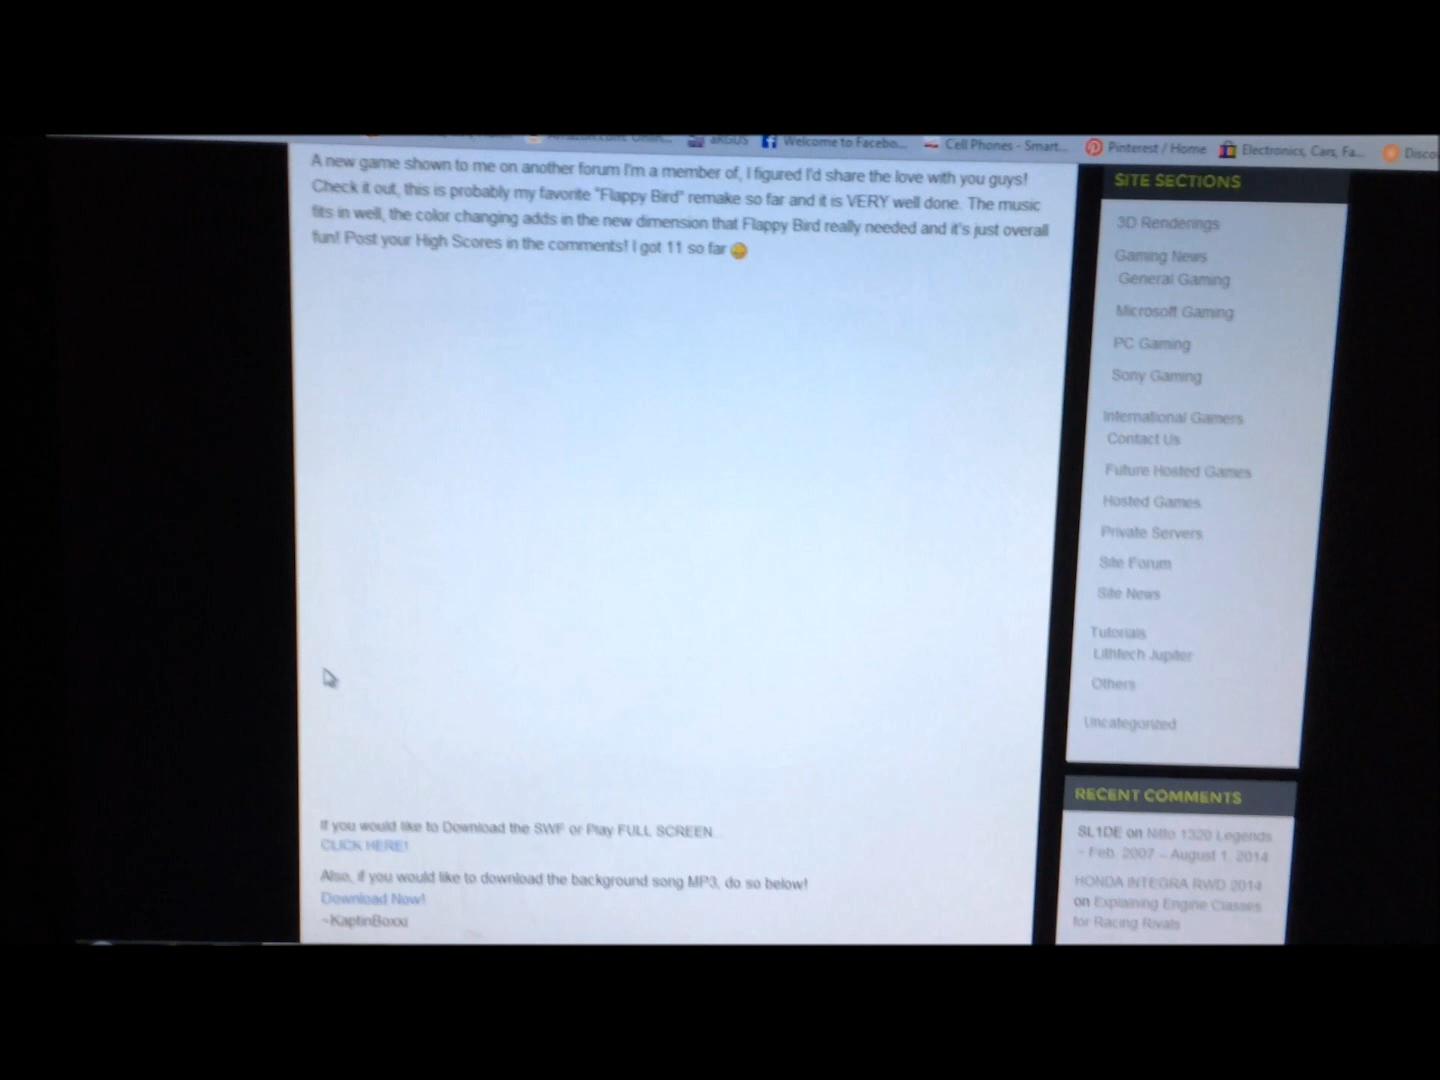 aRGUS
Welcome to Facebo...
Cell Phones - Smart...
Pinterest / Home
Electronics, Cars, Fa...
Disco
A new game shown to me on another forum I'm a member of, I figured I'd share the love with you guys!
Check it out, this is probably my favorite "Flappy Bird" remake so far and it is VERY well done. The music
fits in well, the color changing adds in the new dimension that Flappy Bird really needed and it's just overall
fun! Post your High Scores in the comments! I got 11 so far
If you would like to Download the SWF or Play FULL SCREEN...
CLICK HERE!
Also, if you would like to download the background song MP3, do so below!
Download Now!
~KaptinBoxxi
SITE SECTIONS
3D Renderings
Gaming News
General Gaming
Microsoft Gaming
PC Gaming
Sony Gaming
International Gamers
Contact Us
Future Hosted Games
Hosted Games
Private Servers
Site Forum
Site News
Tutorials
Lithtech Jupiter
Others
Uncategorized
RECENT COMMENTS
SL1DE on Nitto 1320 Legends
- Feb. 2007 – August 1, 2014
HONDA INTEGRA RWD 2014
on Explaining Engine Classes
for Racing Rivals